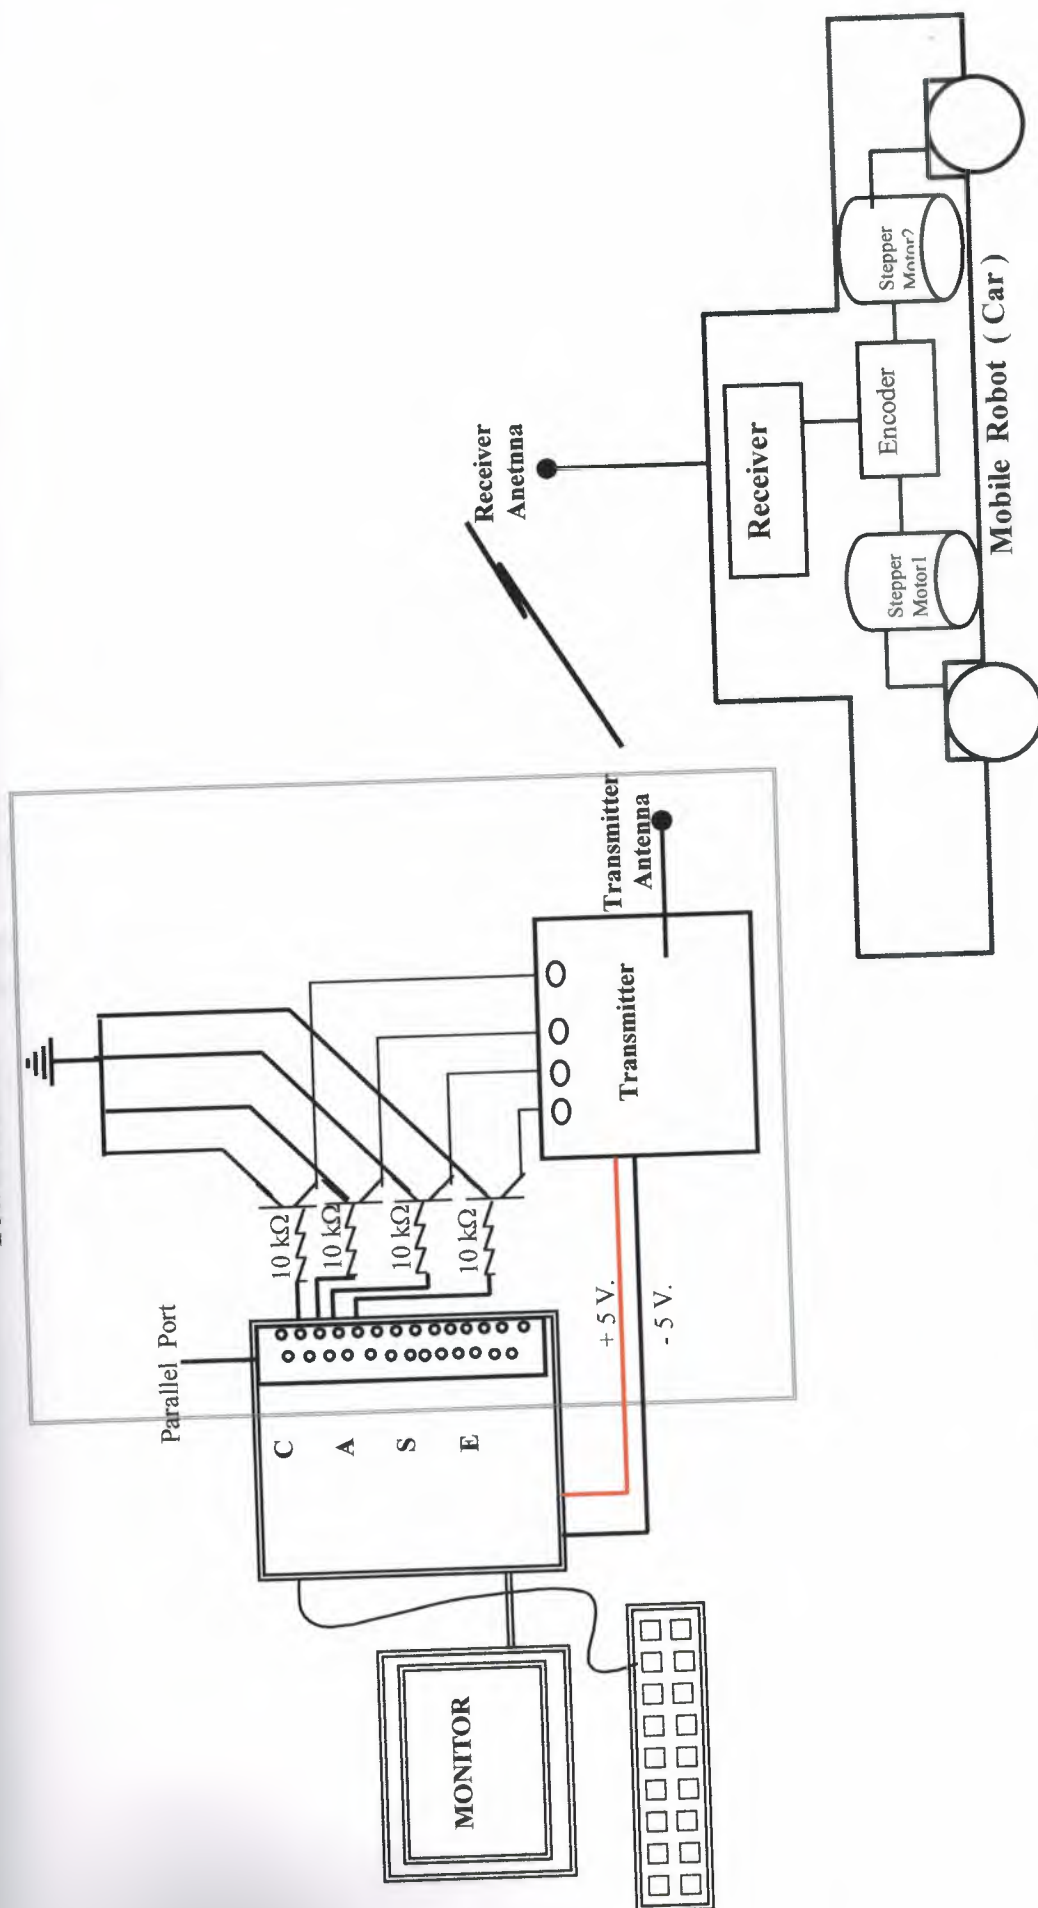 MONITOR
C
A
S
E
Parallel Port
10 kΩ
10 kΩ
10 kΩ
10 kΩ
+ 5 V.
- 5 V.
Transmitter
Transmitter
Antenna
Receiver
Anetnna
Receiver
Encoder
Stepper
Motor1
Stepper
Motor2
Mobile Robot ( Car )